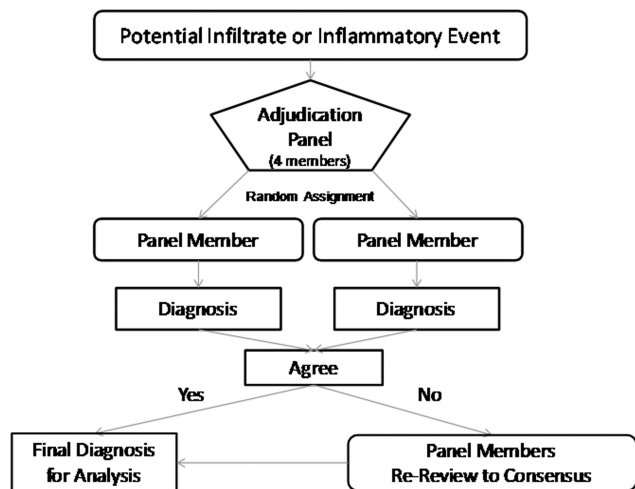 Potential Infiltrate or Inflammatory Event
Adjudication
Panel
(4 members)
Random Assignment
Panel Member
Panel Member
Diagnosis
Diagnosis
Agree
Yes
No
Final Diagnosis
for Analysis
Panel Members
Re-Review to Consensus